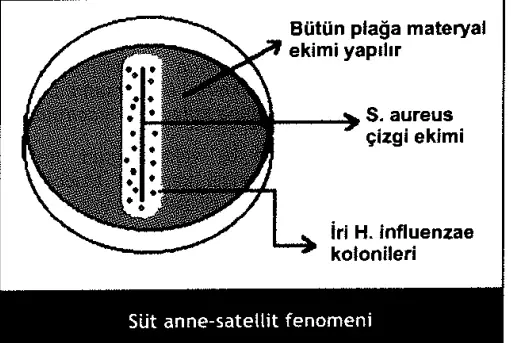 Bütün plağa materyal
ekimi yapılır
S. aureus
çizgi ekimi
İri H. influenzae
kolonileri
Süt anne-satellit fenomeni